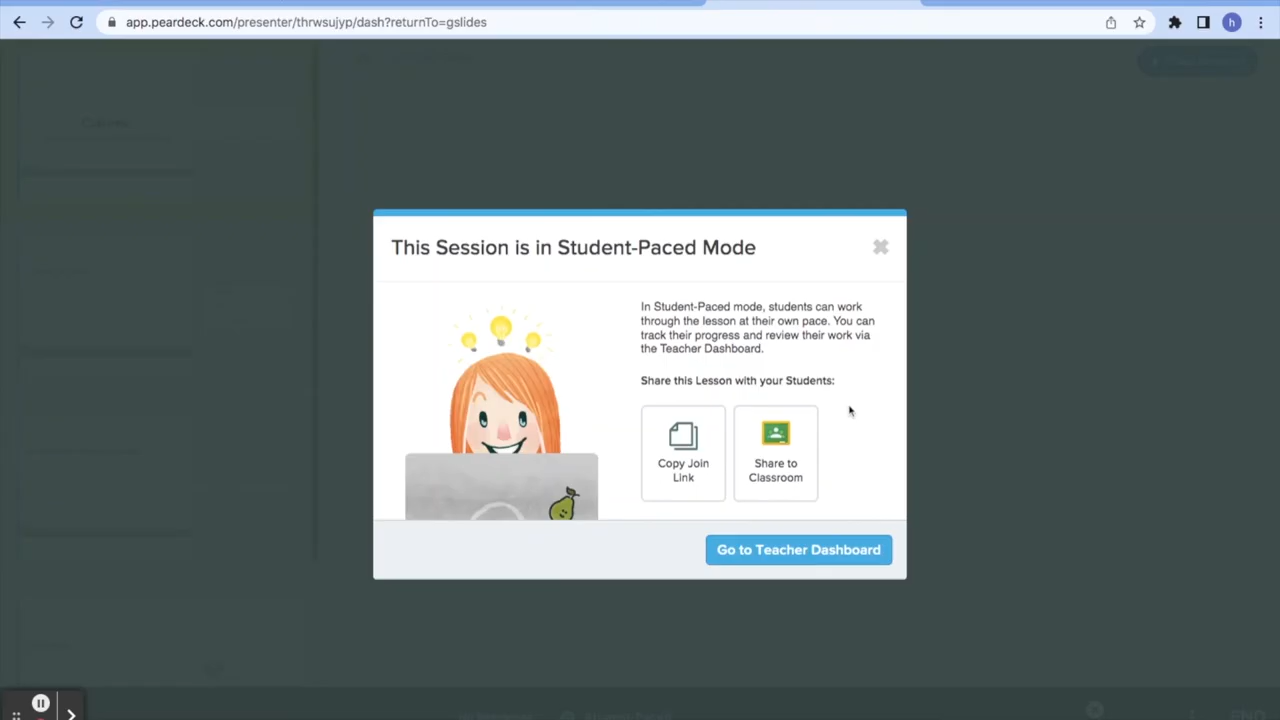 app.peardeck.com/presenter/thrwsujyp/dash?returnTo=gslides
h
This Session is in Student-Paced Mode
In Student-Paced mode, students can work
through the lesson at their own pace. You can
track their progress and review their work via
the Teacher Dashboard.
Share this Lesson with your Students:
Copy Join
Link
Share to
Classroom
Go to Teacher Dashboard